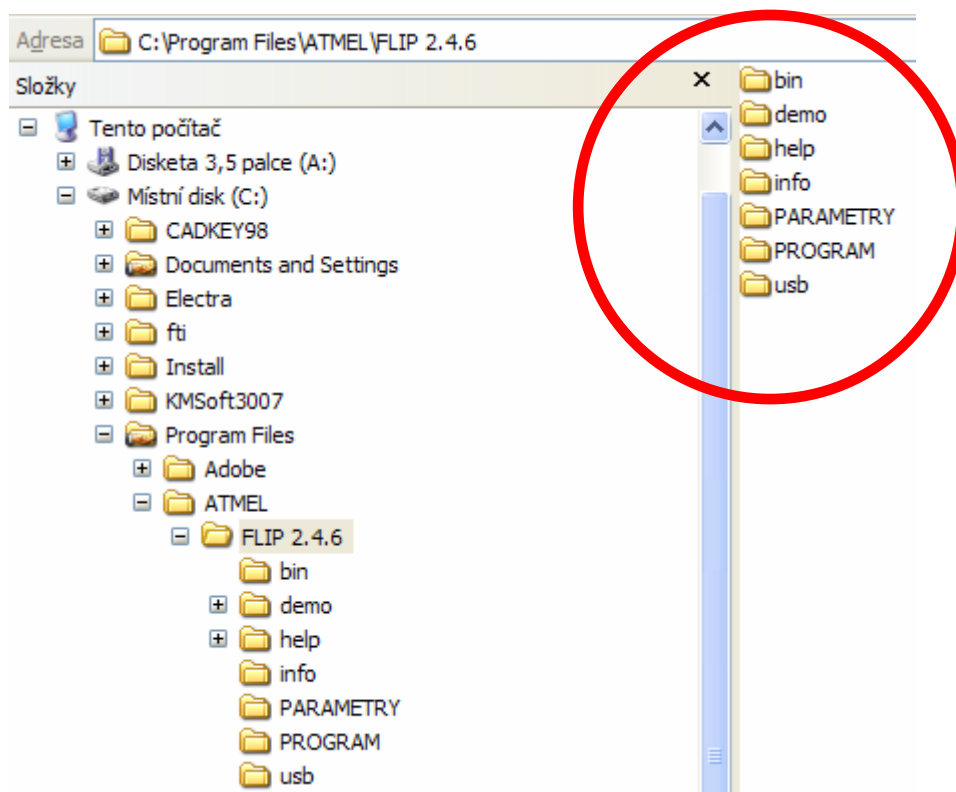 Adresa C:\Program Files\ATMEL\FLIP 2.4.6
Složky
Tento počítač
Disketa 3,5 palce (A:)
Místní disk (C:)
CADKEY98
Documents and Settings
Electra
fti
Install
KMSoft3007
Program Files
Adobe
ATMEL
FLIP 2.4.6
bin
demo
help
info
PARAMETRY
PROGRAM
usb
bin
demo
help
info
PARAMETRY
PROGRAM
usb